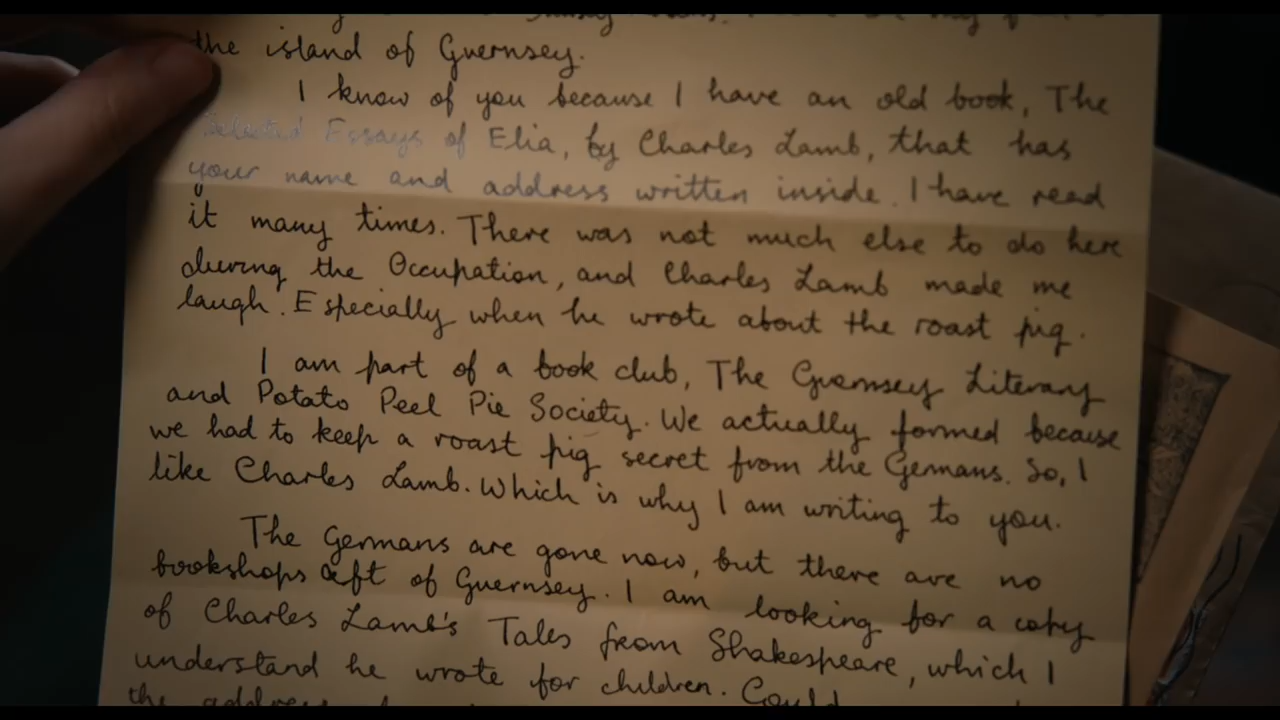 the island of Guernsey.
I know of you because I have an old book, The
Selected Essays of Elia, by Charles Lamb, that has
your name and address written inside. I have read
it many times. There was not much else to do here
during the Occupation, and Charles Lamb made me
laugh. Especially when he wrote about the roast pig.
I am part of a book club, The Guernsey Literary
and Potato Peel Pie Society. We actually formed because
we had to keep a roast pig secret from the Germans. So, I
like Charles Lamb. Which is why I am writing to you.
The Germans are gone now, but there are no
bookshops left of Guernsey. I am looking for a copy
of Charles Lamb's Tales from Shakespeare, which I
understand he wrote for children. Could
the address